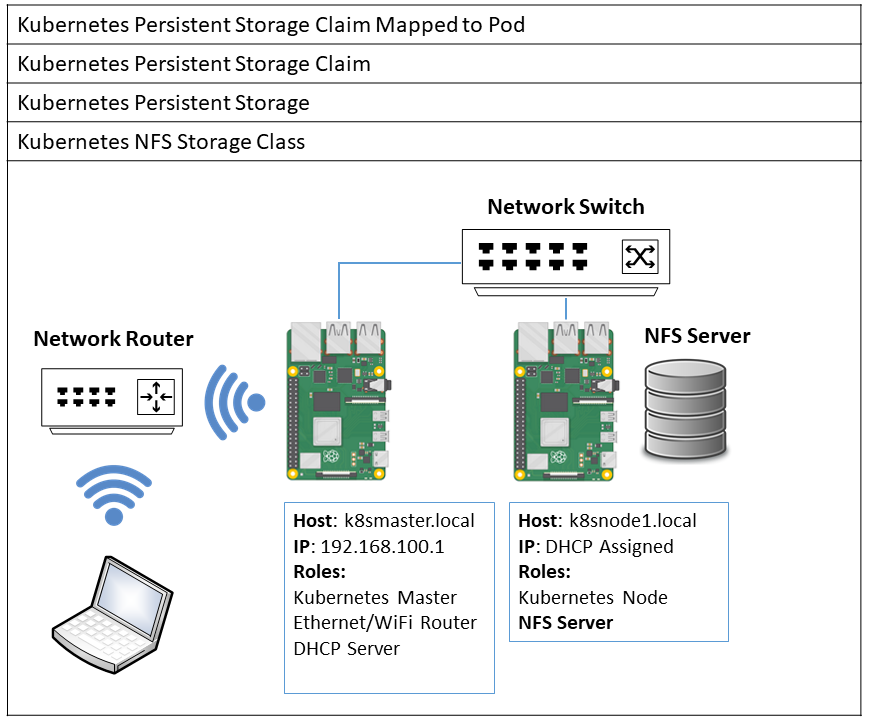 Kubernetes Persistent Storage Claim Mapped to Pod
Kubernetes Persistent Storage Claim
Kubernetes Persistent Storage
Kubernetes NFS Storage Class
Network Switch
Network Router
NFS Server
Host: k8smaster.local
IP: 192.168.100.1
Roles:
Kubernetes Master
Ethernet/WiFi Router
DHCP Server
Host: k8snode1.local
IP: DHCP Assigned
Roles:
Kubernetes Node
NFS Server